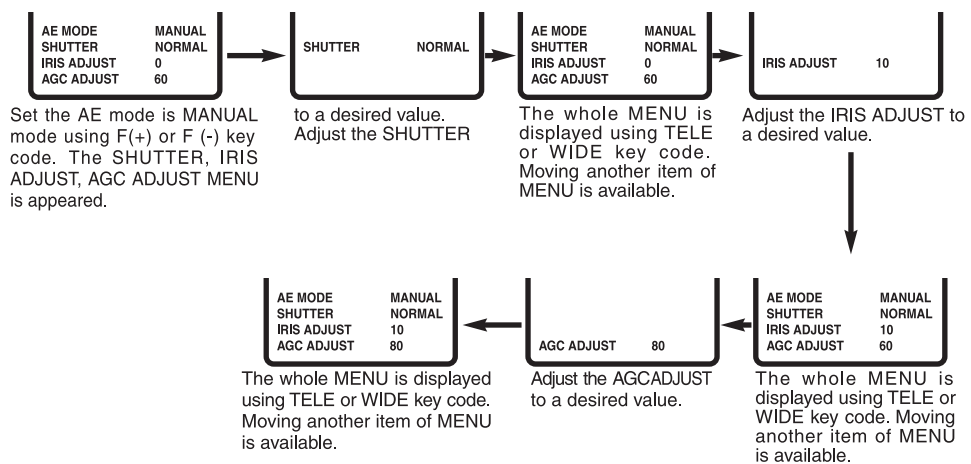 AE MODE MANUAL
SHUTTER NORMAL
IRIS ADJUST 0
AGC ADJUST 60
Set the AE mode is MANUAL
mode using F(+) or F (-) key
code. The SHUTTER, IRIS
ADJUST, AGC ADJUST MENU
is appeared.
SHUTTER NORMAL
to a desired value.
Adjust the SHUTTER
AE MODE MANUAL
SHUTTER NORMAL
IRIS ADJUST 0
AGC ADJUST 60
The whole MENU is
displayed using TELE
or WIDE key code.
Moving another item of
MENU is available.
IRIS ADJUST 10
Adjust the IRIS ADJUST to
a desired value.
AE MODE MANUAL
SHUTTER NORMAL
IRIS ADJUST 10
AGC ADJUST 60
The whole MENU is
displayed using TELE or
WIDE key code. Moving
another item of MENU
is available.
AGC ADJUST 80
Adjust the AGCADJUST
to a desired value.
AE MODE MANUAL
SHUTTER NORMAL
IRIS ADJUST 10
AGC ADJUST 80
The whole MENU is displayed
using TELE or WIDE key code.
Moving another item of MENU
is available.